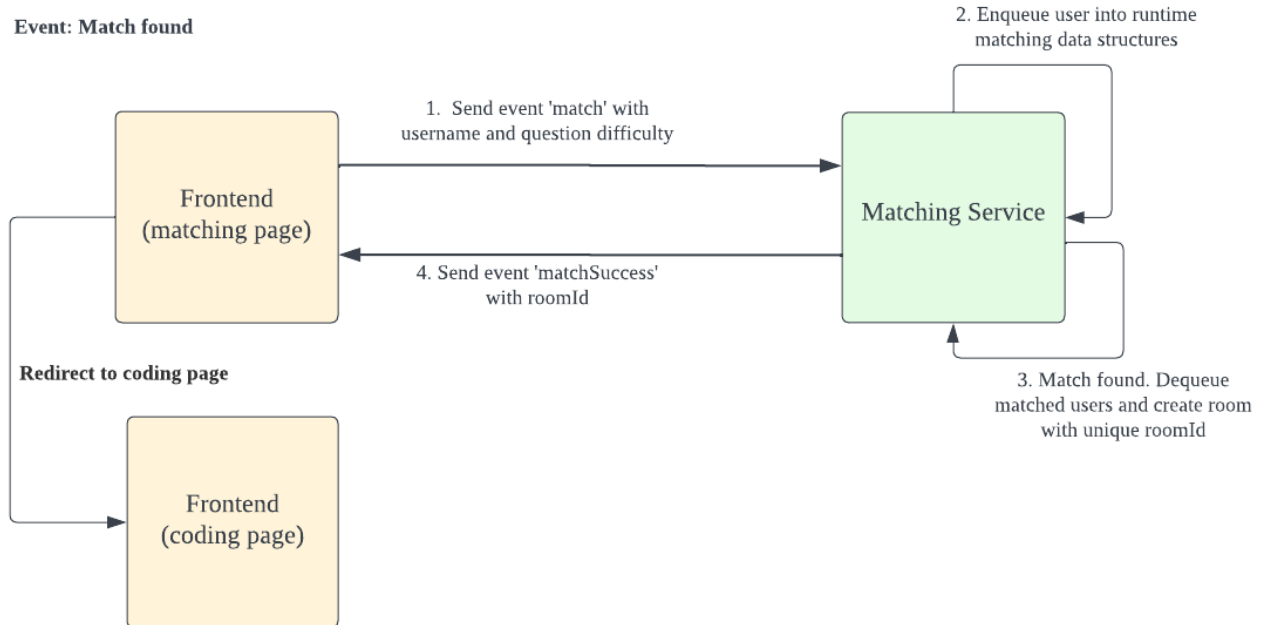 Event: Match found
2. Enqueue user into runtime
matching data structures
1. Send event 'match' with
username and question difficulty
Frontend
(matching page)
Matching Service
4. Send event 'matchSuccess'
with roomId
Redirect to coding page
3. Match found. Dequeue
matched users and create room
with unique roomId
Frontend
(coding page)